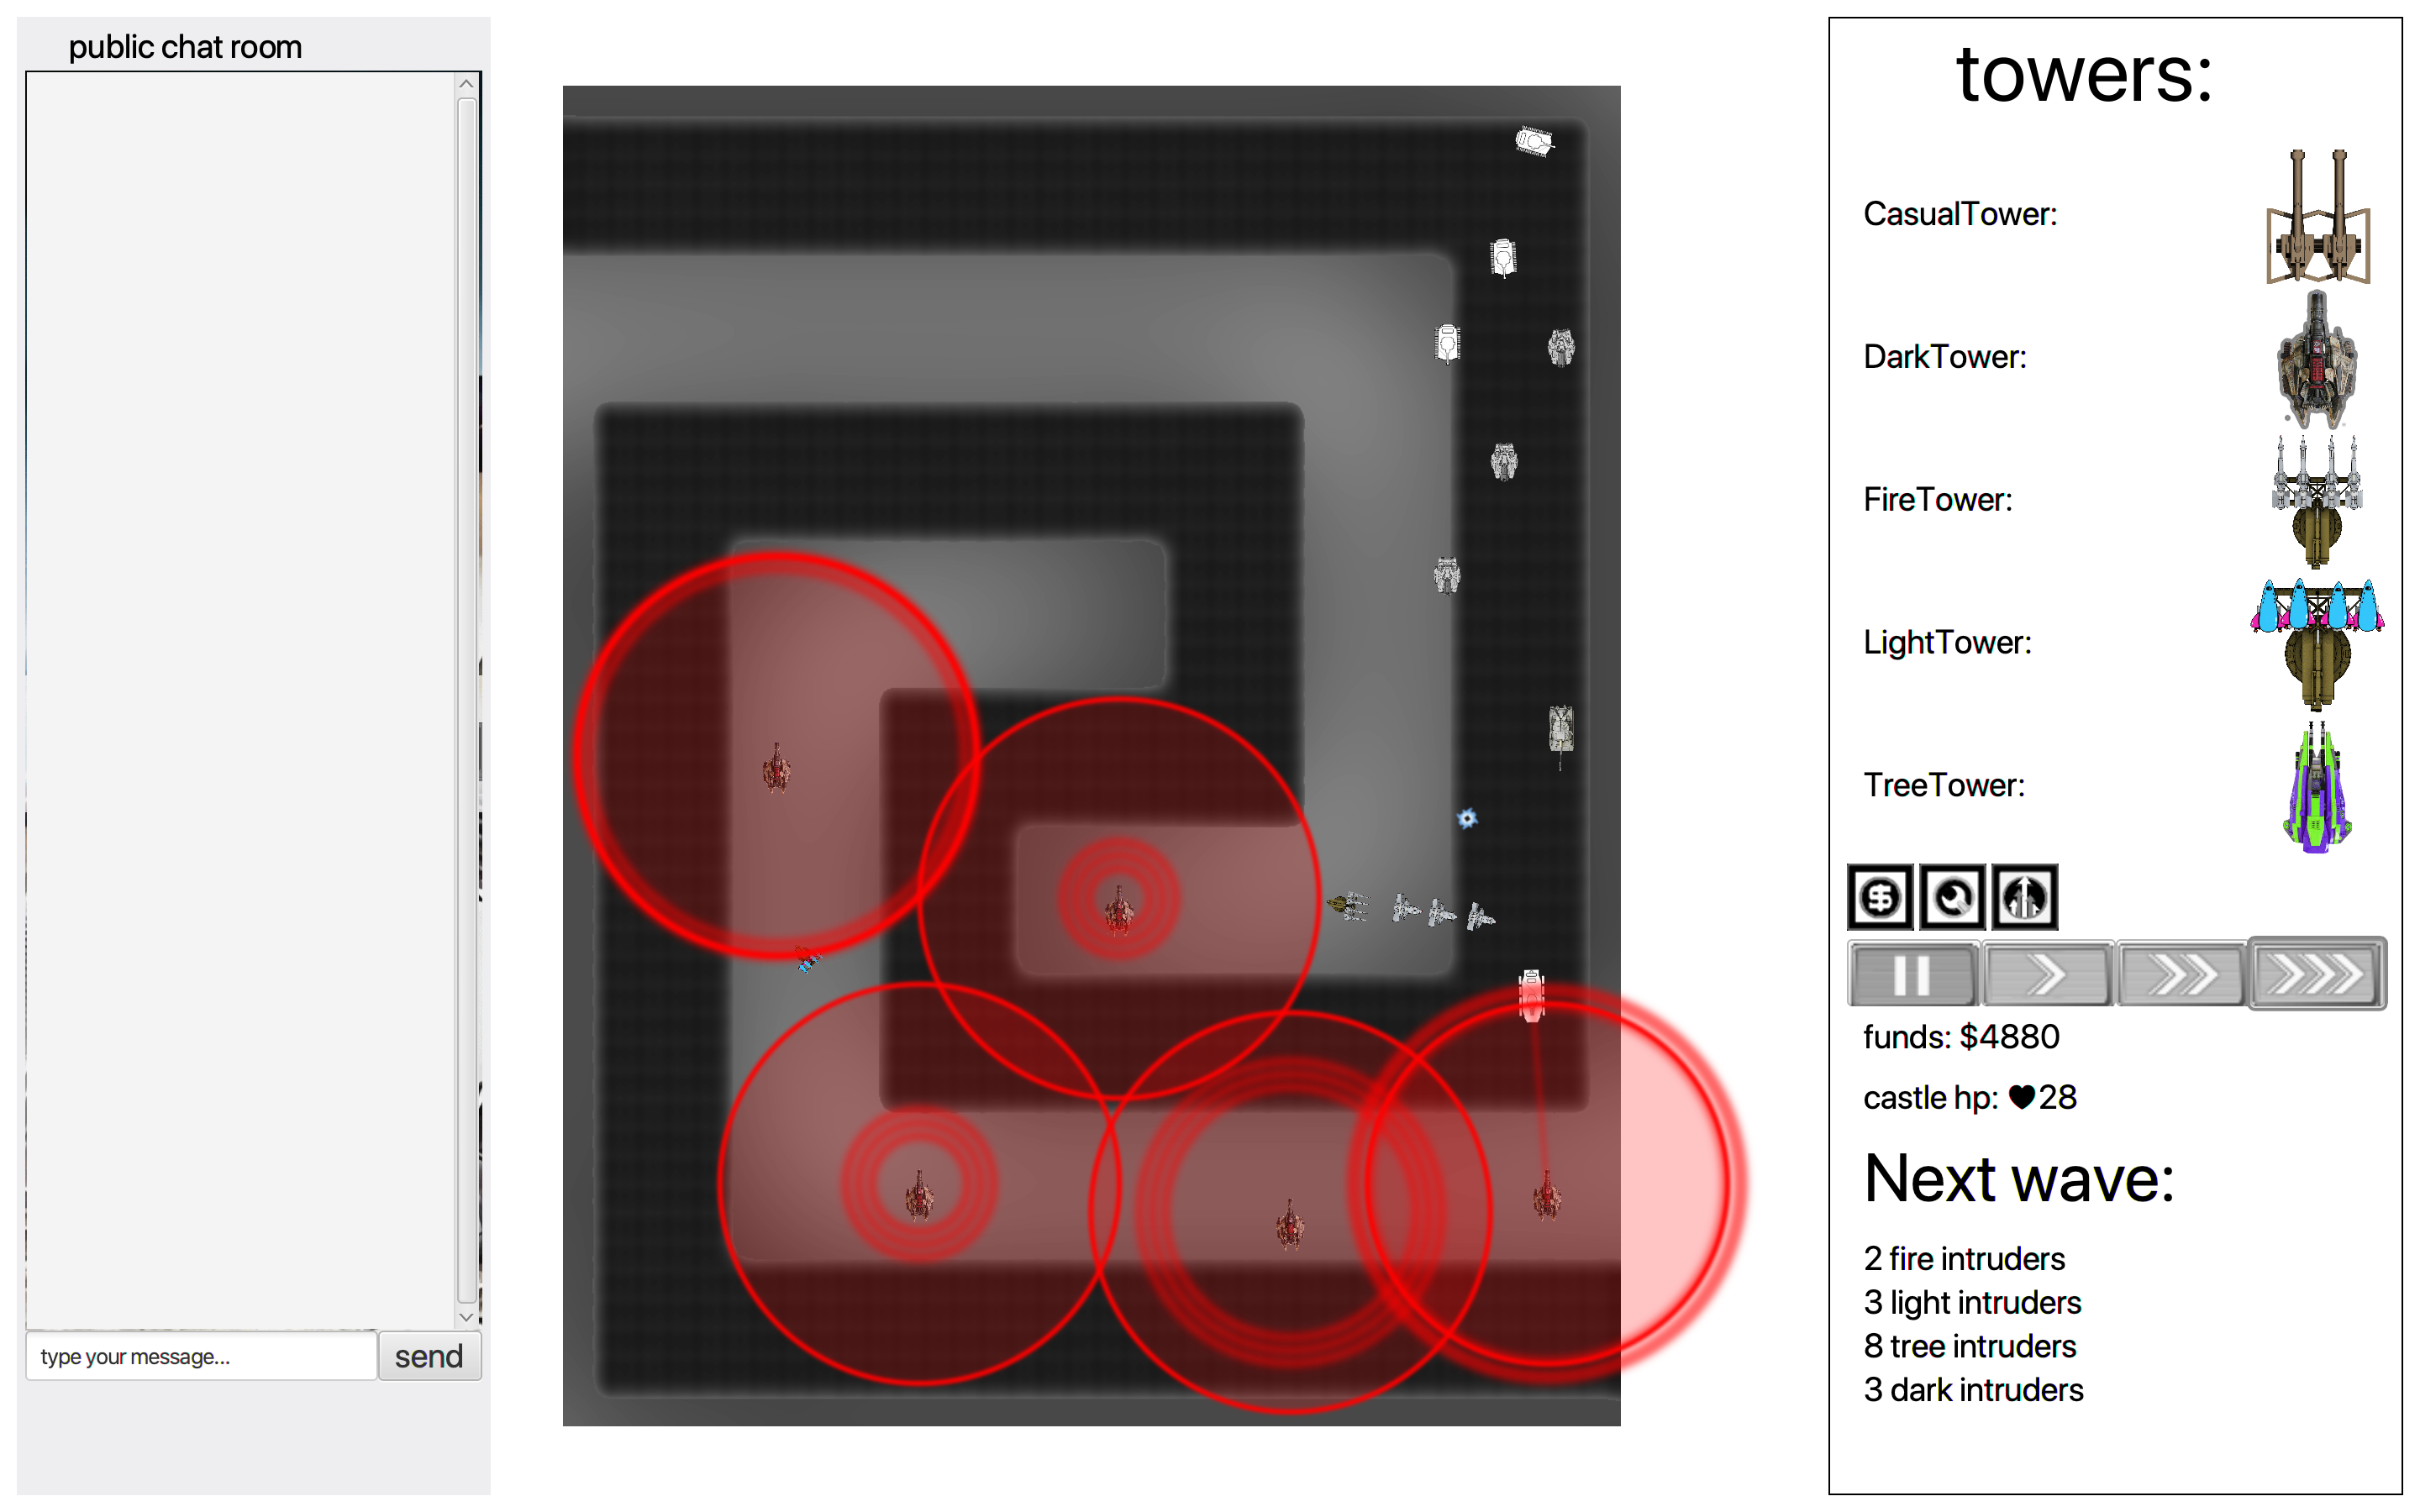 public chat room
type your message...
send
towers:
CasualTower:
DarkTower:
FireTower:
LightTower:
TreeTower:
funds: $4880
castle hp: ♥28
Next wave:
2 fire intruders
3 light intruders
8 tree intruders
3 dark intruders